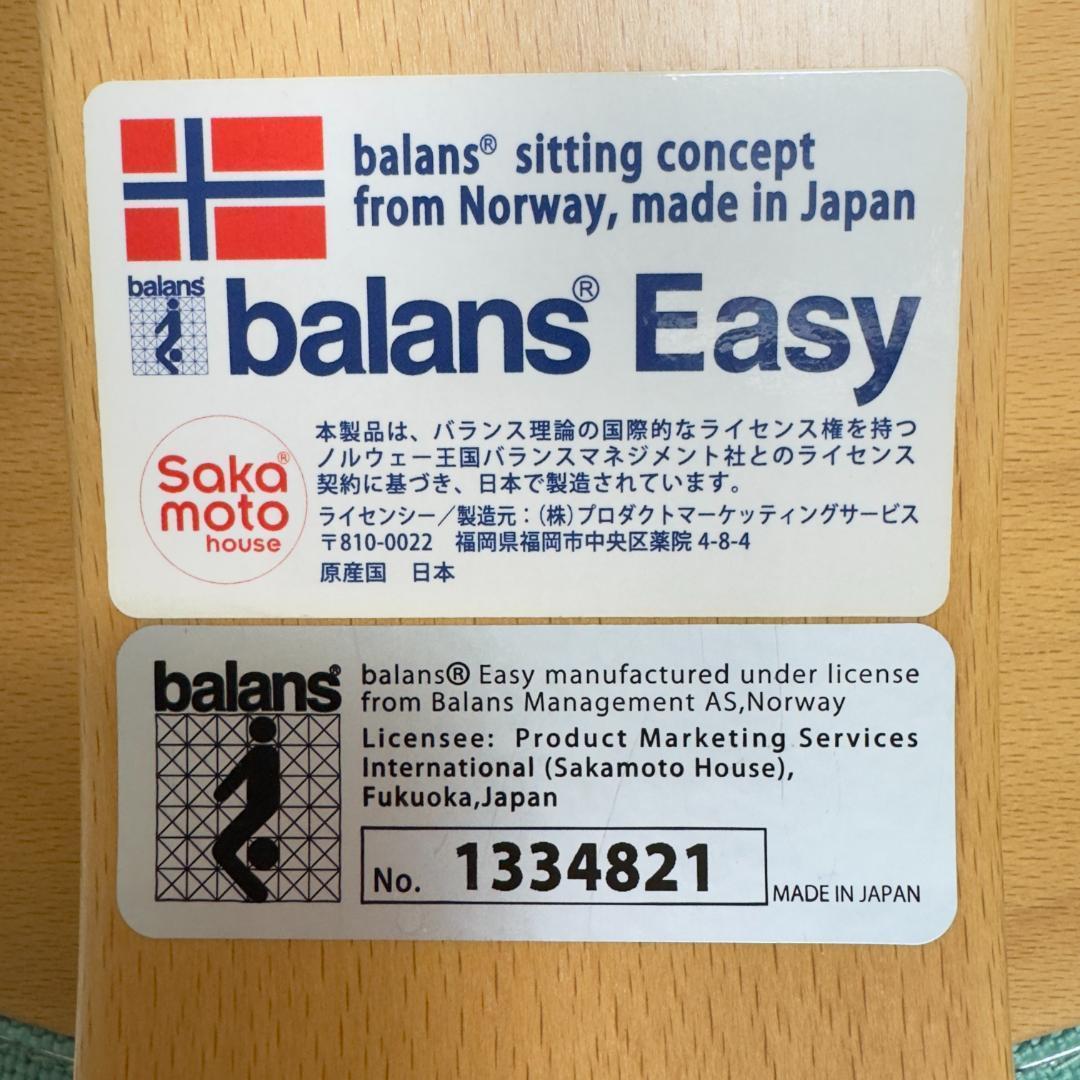 balans® sitting concept
from Norway, made in Japan
balans
balans® Easy
Saka®
moto
house
本製品は、バランス理論の国際的なライセンス権を持つ
ノルウェー王国バランスマネジメント社とのライセンス
契約に基づき、日本で製造されています。
ライセンシー／製造元：(株)プロダクトマーケッティングサービス
〒810-0022 福岡県福岡市中央区薬院 4-8-4
原産国 日本
balans®
balans® Easy manufactured under license
from Balans Management AS,Norway
Licensee: Product Marketing Services
International (Sakamoto House),
Fukuoka,Japan
No. 1334821
MADE IN JAPAN